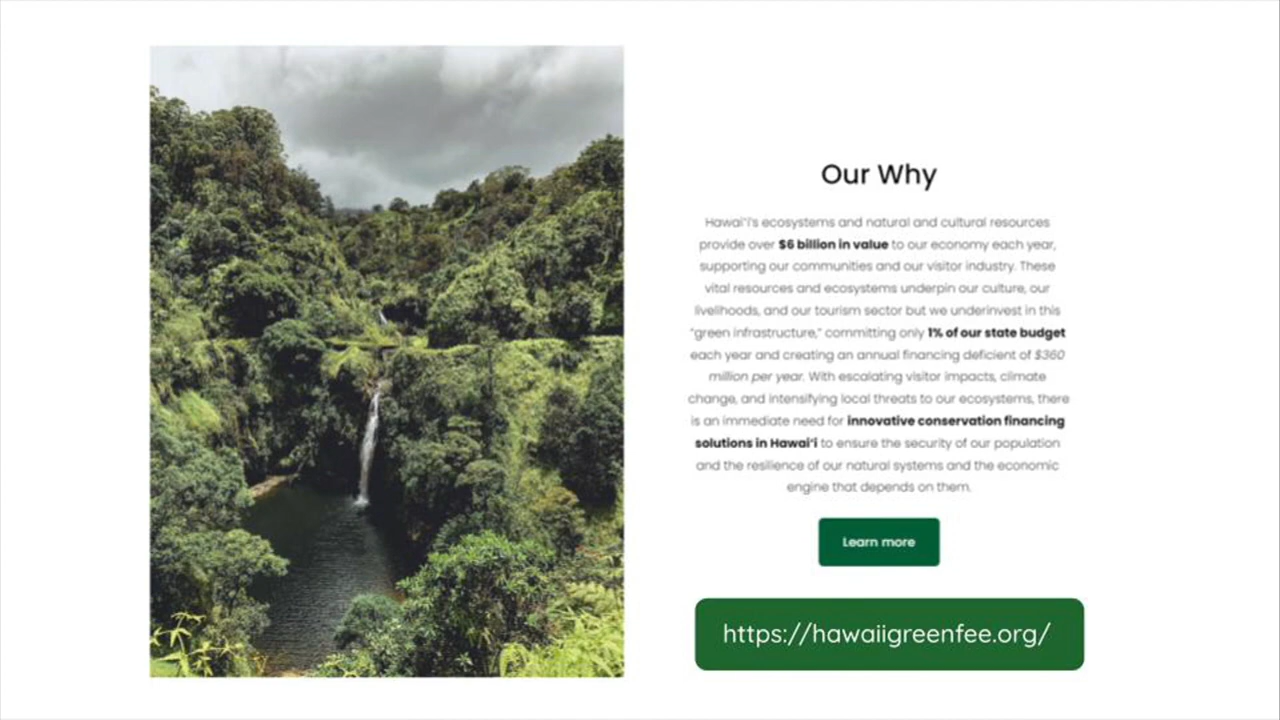 Our Why
Hawaiʻi's ecosystems and natural and cultural resources
provide over $6 billion in value to our economy each year,
supporting our communities and our visitor industry. These
vital resources and ecosystems underpin our culture, our
livelihoods, and our tourism sector but we underinvest in this
“green infrastructure,” committing only 1% of our state budget
each year and creating an annual financing deficient of $360
million per year. With escalating visitor impacts, climate
change, and intensifying local threats to our ecosystems, there
is an immediate need for innovative conservation financing
solutions in Hawaiʻi to ensure the security of our population
and the resilience of our natural systems and the economic
engine that depends on them.
Learn more
https://hawaiigreenfee.org/